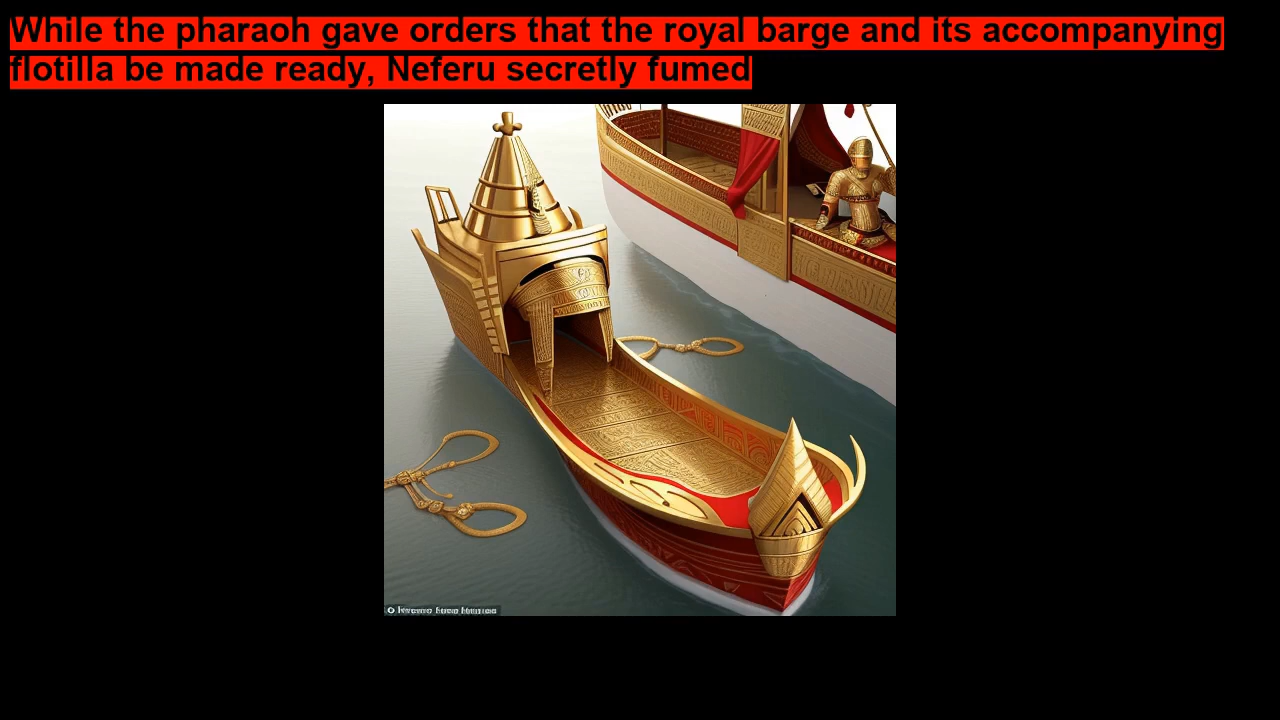 While the pharaoh gave orders that the royal barge and its accompanying
flotilla be made ready, Neferu secretly fumed